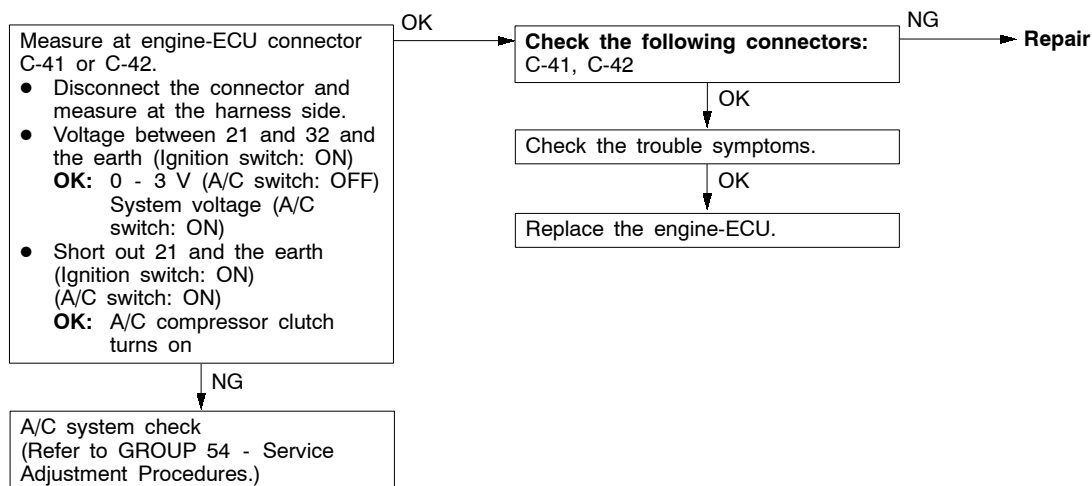 Measure at engine-ECU connector
C-41 or C-42.
● Disconnect the connector and
measure at the harness side.
● Voltage between 21 and 32 and
the earth (Ignition switch: ON)
OK: 0 - 3 V (A/C switch: OFF)
System voltage (A/C
switch: ON)
● Short out 21 and the earth
(Ignition switch: ON)
(A/C switch: ON)
OK: A/C compressor clutch
turns on
OK
Check the following connectors:
C-41, C-42
NG
Repair
OK
Check the trouble symptoms.
OK
Replace the engine-ECU.
NG
A/C system check
(Refer to GROUP 54 - Service
Adjustment Procedures.)